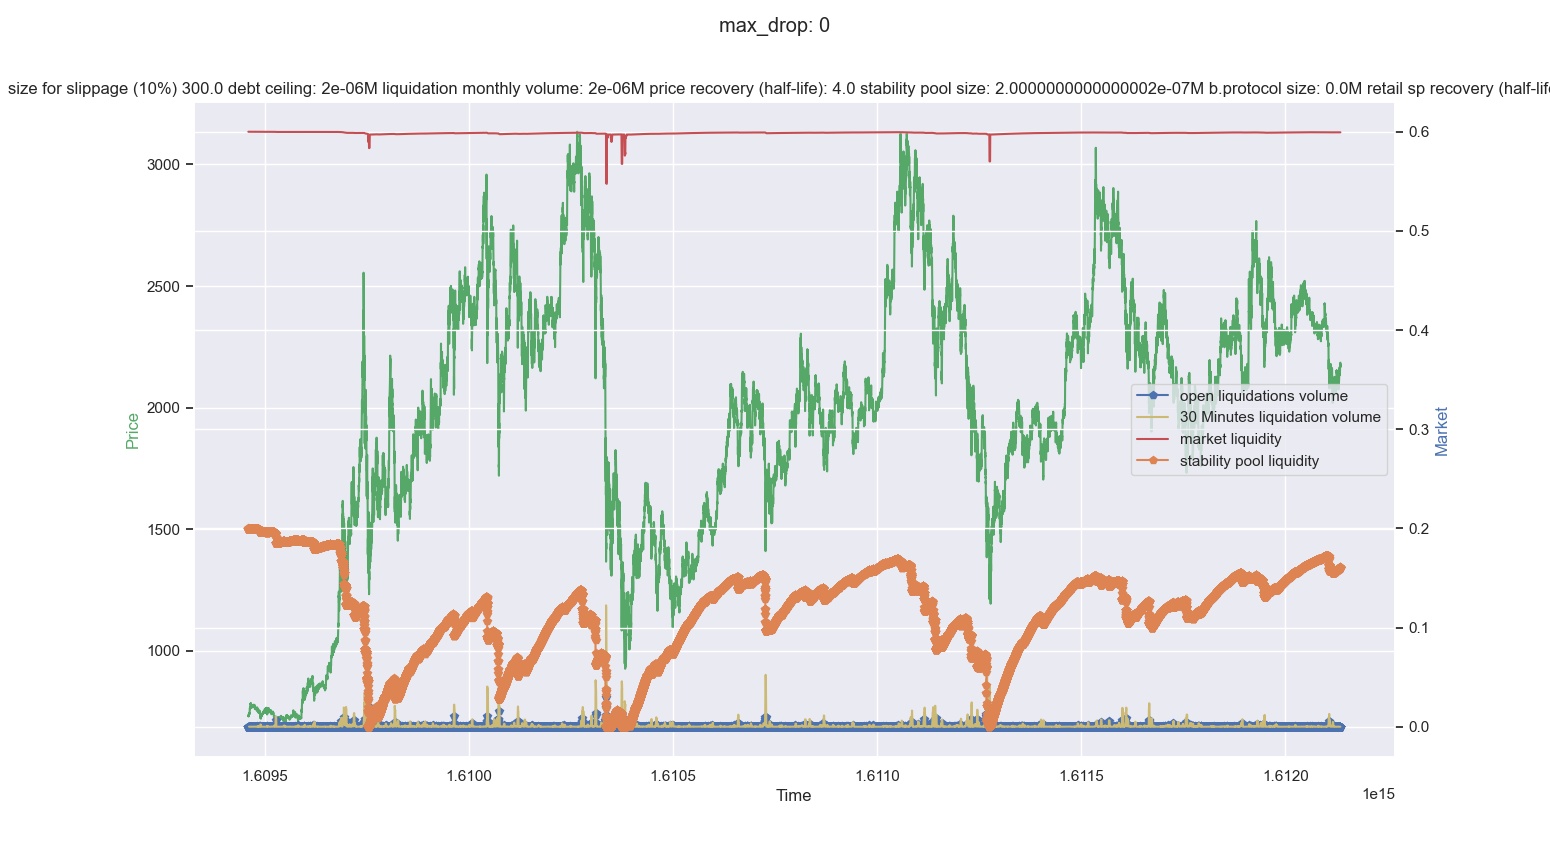 max_drop: 0
size for slippage (10%) 300.0 debt ceiling: 2e-06M liquidation monthly volume: 2e-06M price recovery (half-life): 4.0 stability pool size: 2.0000000000000002e-07M b.protocol size: 0.0M retail sp recovery (half-life
3000
2500
2000
1500
1000
Price
0.6
0.5
0.4
0.3
0.2
0.1
0.0
Market
open liquidations volume
30 Minutes liquidation volume
market liquidity
stability pool liquidity
1.6095 1.6100 1.6105 1.6110 1.6115 1.6120
Time
1e15